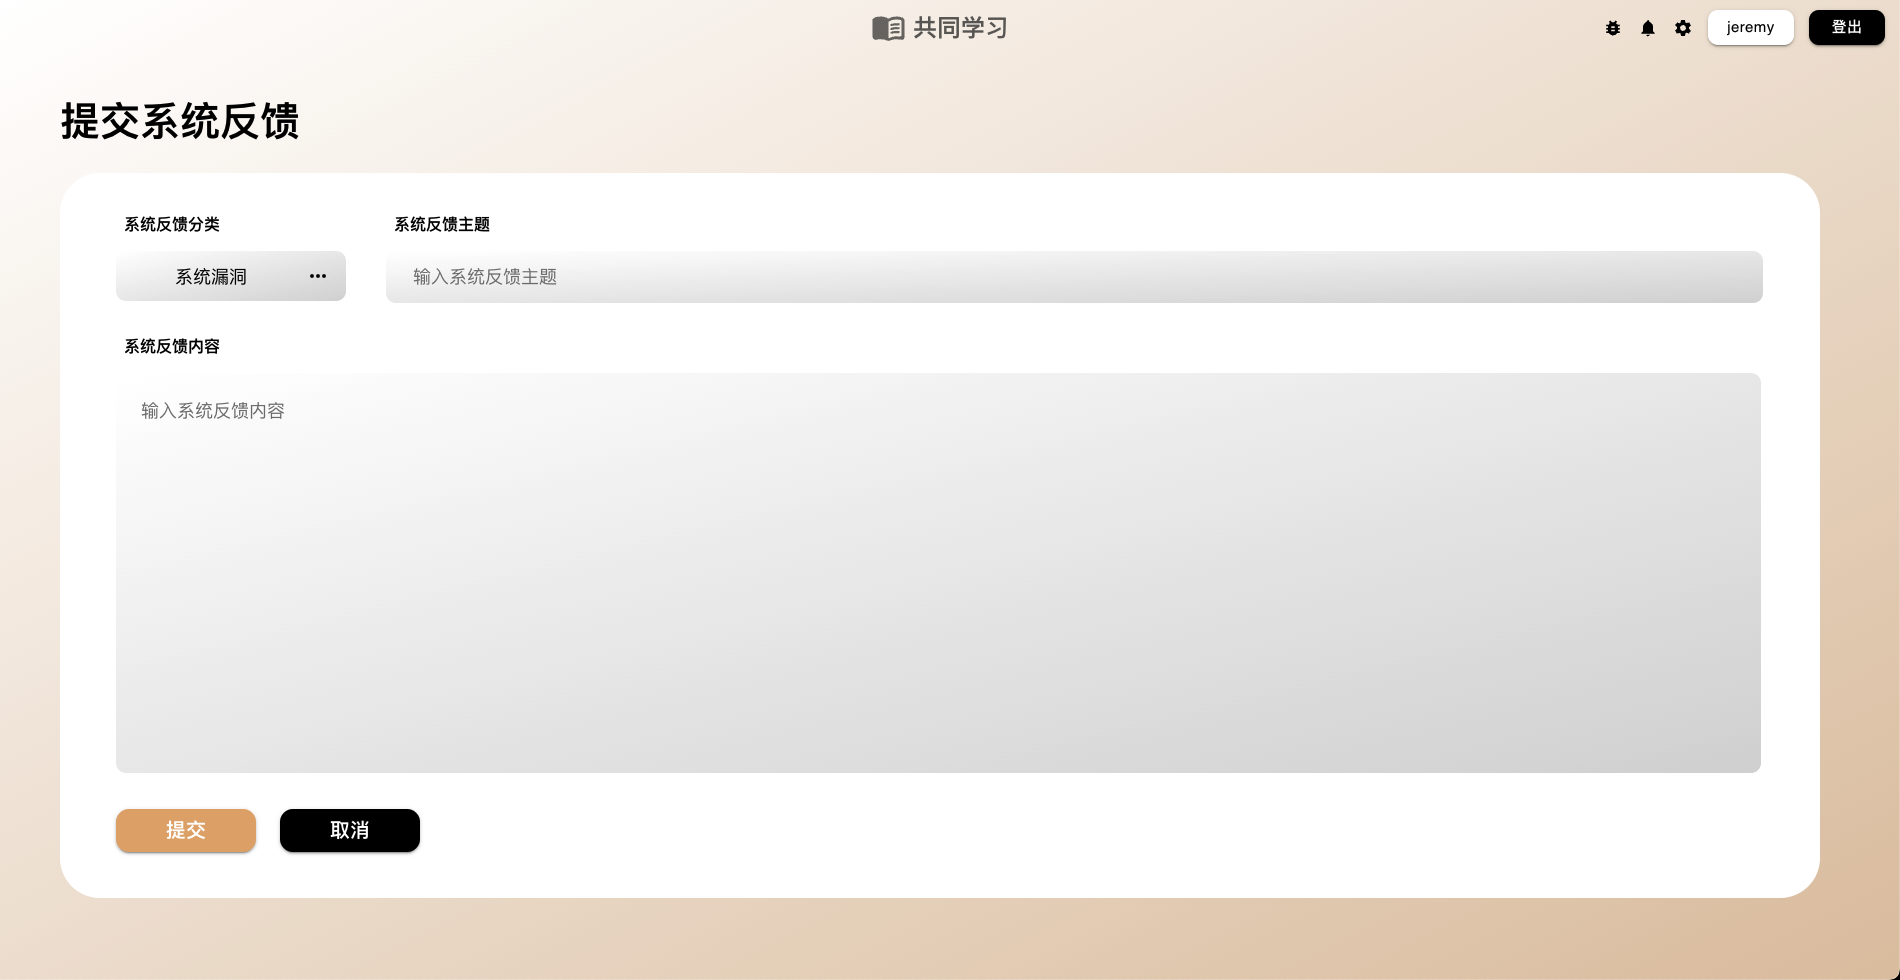 共同学习
jeremy
登出
提交系统反馈
系统反馈分类
系统反馈主题
系统漏洞
输入系统反馈主题
系统反馈内容
输入系统反馈内容
提交
取消